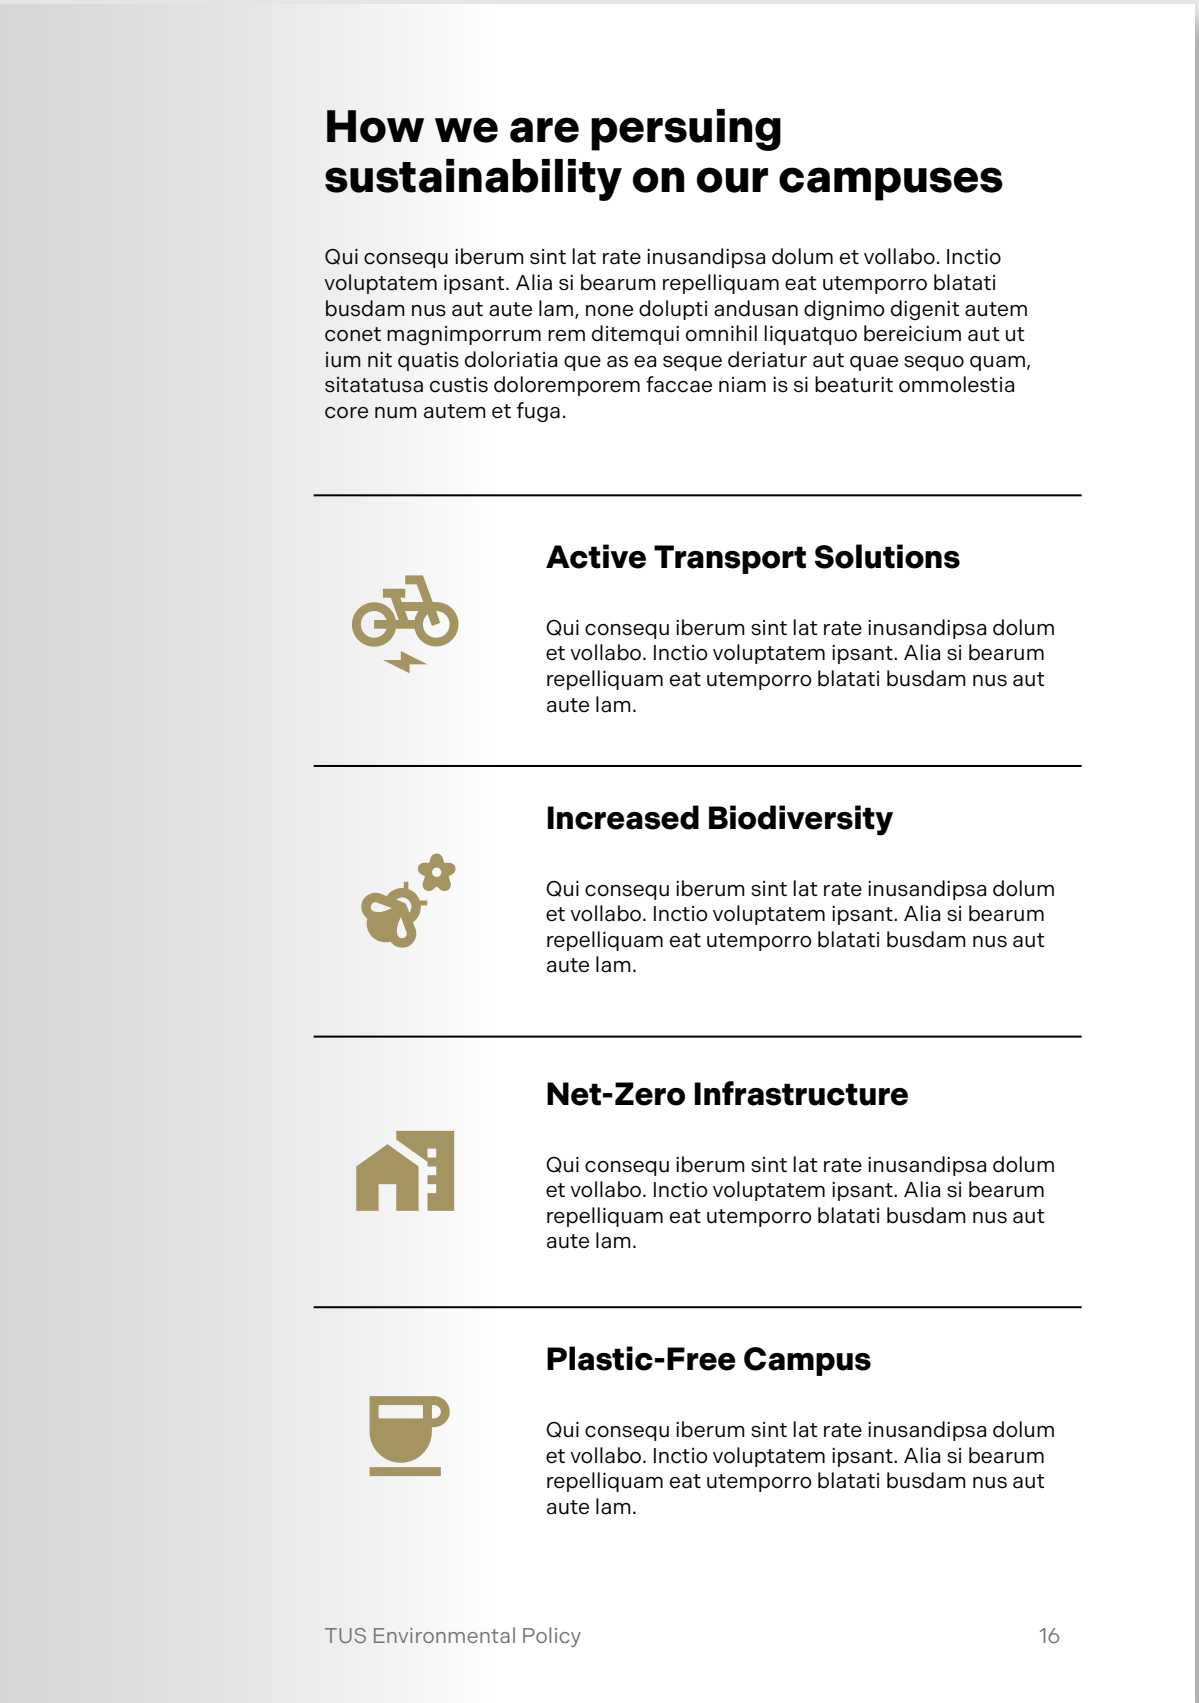 How we are persuing
sustainability on our campuses
Qui consequ iberum sint lat rate inusandipsa dolum et vollabo. Inctio
voluptatem ipsant. Alia si bearum repelliquam eat utemporro blatati
busdam nus aut aute lam, none dolupti andusan dignimo digenit autem
conet magnimporrum rem ditemqui omnihil liquatquo bereicium aut ut
ium nit quatis doloriatia que as ea seque deriatur aut quae sequo quam,
sitatatusa custis doloremporem faccae niam is si beaturit ommolestia
core num autem et fuga.
Active Transport Solutions
Qui consequ iberum sint lat rate inusandipsa dolum
et vollabo. Inctio voluptatem ipsant. Alia si bearum
repelliquam eat utemporro blatati busdam nus aut
aute lam.
Increased Biodiversity
Qui consequ iberum sint lat rate inusandipsa dolum
et vollabo. Inctio voluptatem ipsant. Alia si bearum
repelliquam eat utemporro blatati busdam nus aut
aute lam.
Net-Zero Infrastructure
Qui consequ iberum sint lat rate inusandipsa dolum
et vollabo. Inctio voluptatem ipsant. Alia si bearum
repelliquam eat utemporro blatati busdam nus aut
aute lam.
Plastic-Free Campus
Qui consequ iberum sint lat rate inusandipsa dolum
et vollabo. Inctio voluptatem ipsant. Alia si bearum
repelliquam eat utemporro blatati busdam nus aut
aute lam.
TUS Environmental Policy 16